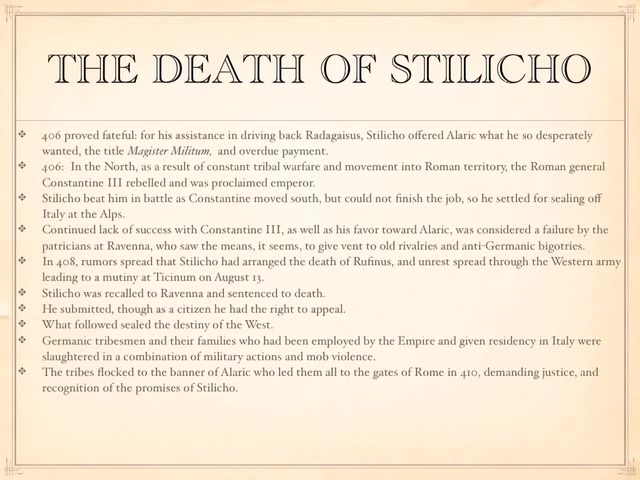 THE DEATH OF STILICHO
406 proved fateful: for his assistance in driving back Radagaisus, Stilicho offered Alaric what he so desperately
wanted, the title Magister Militum, and overdue payment.
406: In the North, as a result of constant tribal warfare and movement into Roman territory, the Roman general
Constantine III rebelled and was proclaimed emperor.
Stilicho beat him in battle as Constantine moved south, but could not finish the job, so he settled for sealing off
Italy at the Alps.
Continued lack of success with Constantine III, as well as his favor toward Alaric, was considered a failure by the
patricians at Ravenna, who saw the means, it seems, to give vent to old rivalries and anti-Germanic bigotries.
In 408, rumors spread that Stilicho had arranged the death of Rufinus, and unrest spread through the Western army
leading to a mutiny at Ticinum on August 13.
Stilicho was recalled to Ravenna and sentenced to death.
He submitted, though as a citizen he had the right to appeal.
What followed sealed the destiny of the West.
Germanic tribesmen and their families who had been employed by the Empire and given residency in Italy were
slaughtered in a combination of military actions and mob violence.
The tribes flocked to the banner of Alaric who led them all to the gates of Rome in 410, demanding justice, and
recognition of the promises of Stilicho.